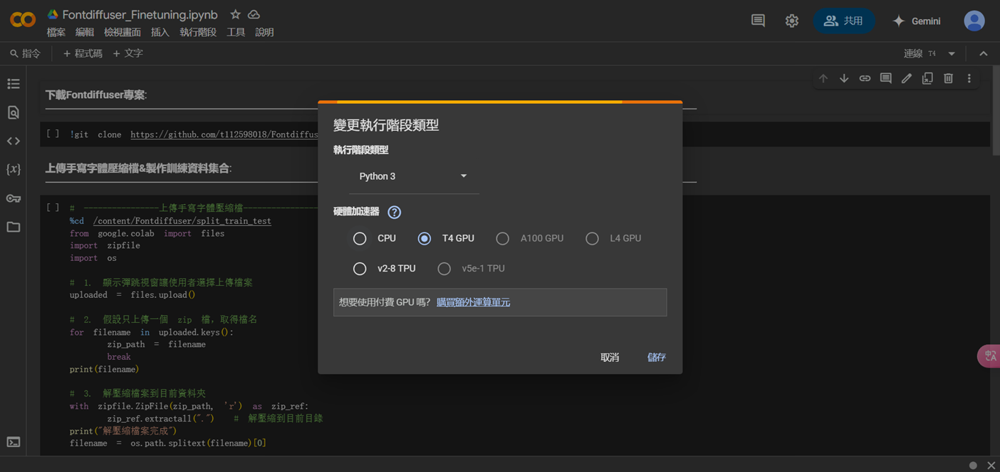 Fontdiffuser_Finetuning.ipynb
檔案 編輯 檢視畫面 插入 執行階段 工具 說明
共用
Gemini
指令 + 程式碼 + 文字
連線 T4
下載Fontdiffuser專案:
[ ] !git clone https://github.com/t112598018/Fontdiffus
上傳手寫字體壓縮檔&製作訓練資料集合:
[ ] # ----------------上傳手寫字體壓縮檔----------------
%cd /content/Fontdiffuser/split_train_test
from google.colab import files
import zipfile
import os
# 1. 顯示彈跳視窗讓使用者選擇上傳檔案
uploaded = files.upload()
# 2. 假設只上傳一個 zip 檔，取得檔名
for filename in uploaded.keys():
zip_path = filename
break
print(filename)
# 3. 解壓縮檔案到目前資料夾
with zipfile.ZipFile(zip_path, 'r') as zip_ref:
zip_ref.extractall(".") # 解壓縮到目前目錄
print("解壓縮檔案完成")
filename = os.path.splitext(filename)[0]
變更執行階段類型
執行階段類型
Python 3
硬體加速器 ?
CPU T4 GPU A100 GPU L4 GPU
v2-8 TPU v5e-1 TPU
想要使用付費 GPU 嗎？ 購買額外運算單元
取消 儲存
中A